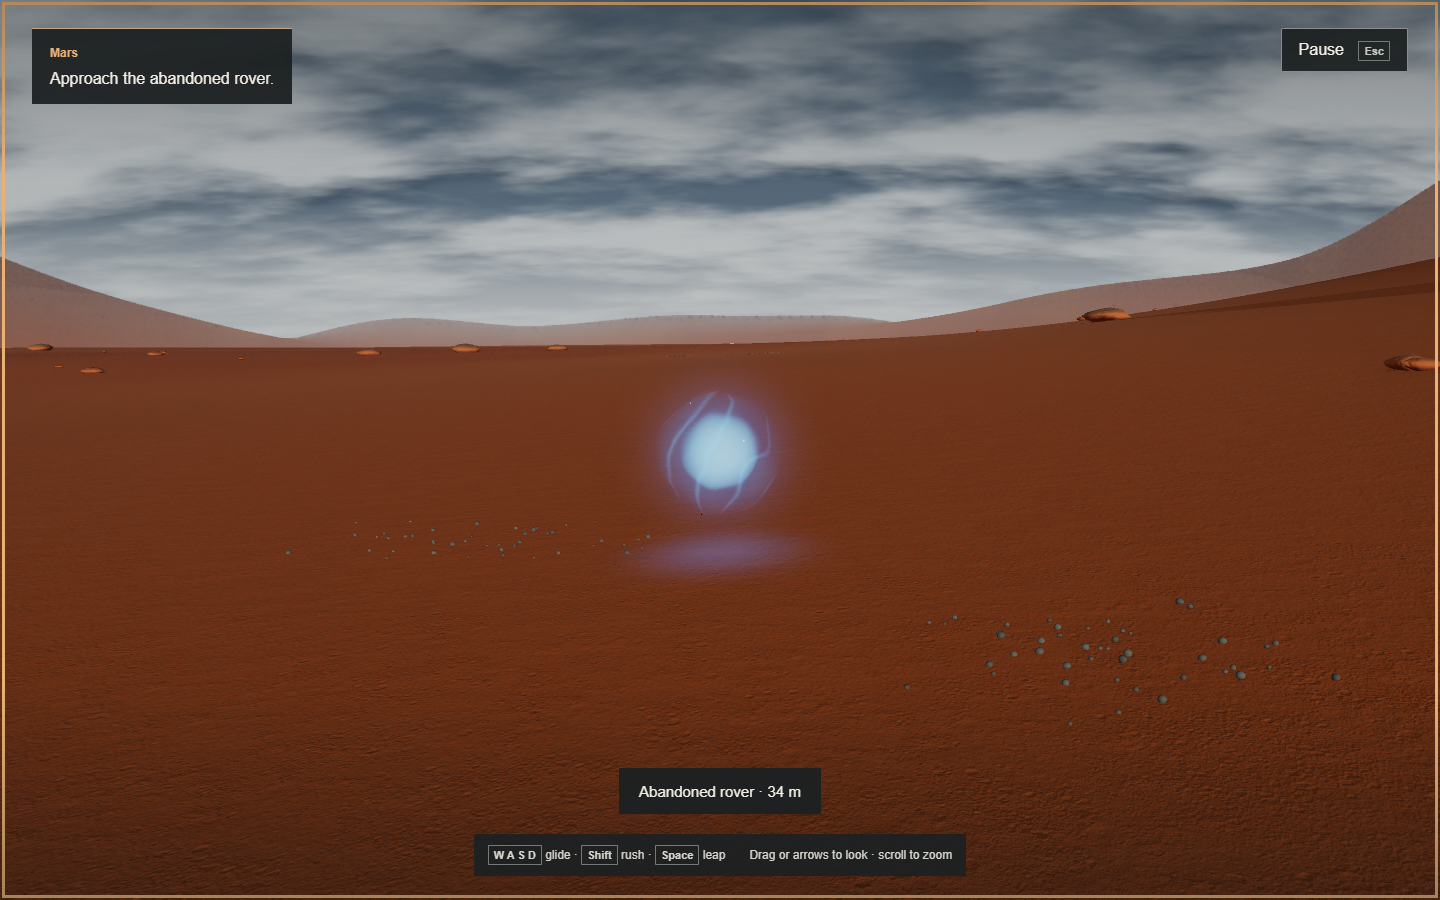 Mars
Approach the abandoned rover.
Pause Esc
Abandoned rover · 34 m
W A S D glide · Shift rush · Space leap Drag or arrows to look · scroll to zoom